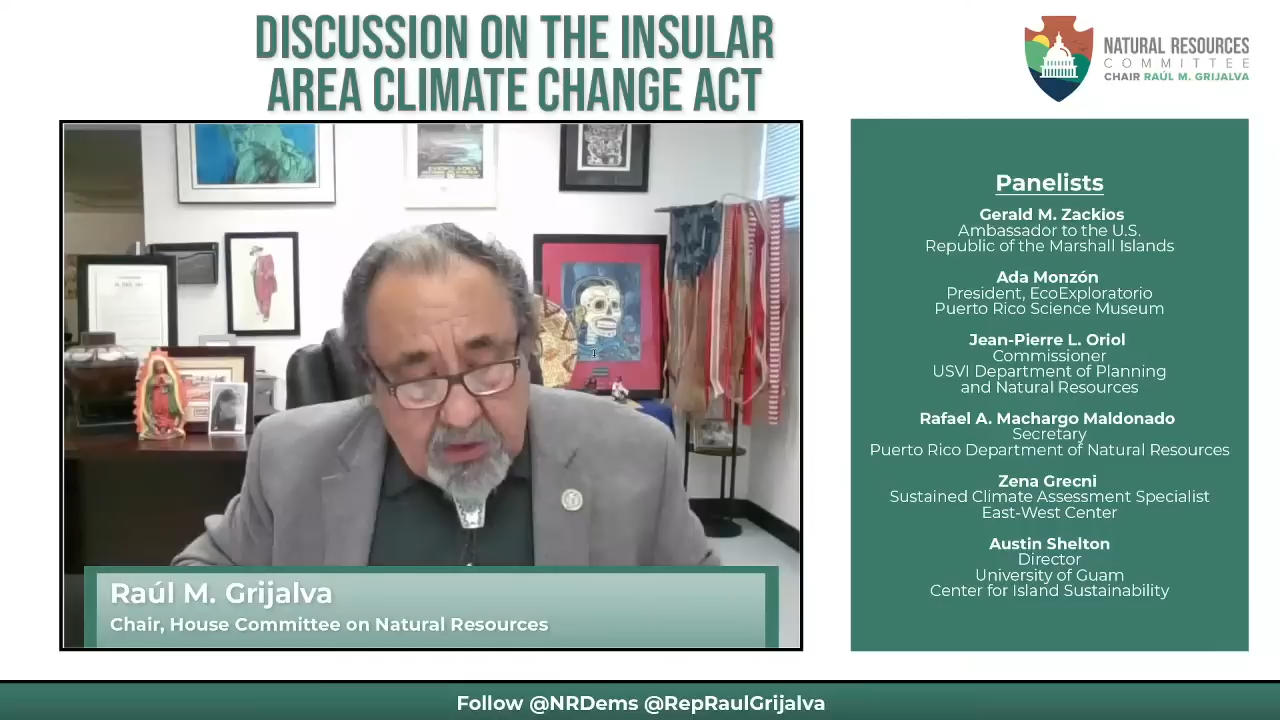 DISCUSSION ON THE INSULAR
AREA CLIMATE CHANGE ACT
NATURAL RESOURCES
COMMITTEE
CHAIR RAÚL M. GRIJALVA
Panelists
Gerald M. Zackios
Ambassador to the U.S.
Republic of the Marshall Islands
Ada Monzón
President, EcoExploratorio
Puerto Rico Science Museum
Jean-Pierre L. Oriol
Commissioner
USVI Department of Planning
and Natural Resources
Rafael A. Machargo Maldonado
Secretary
Puerto Rico Department of Natural Resources
Zena Grecni
Sustained Climate Assessment Specialist
East-West Center
Austin Shelton
Director
University of Guam
Center for Island Sustainability
Raúl M. Grijalva
Chair, House Committee on Natural Resources
Follow @NRDems @RepRaulGrijalva